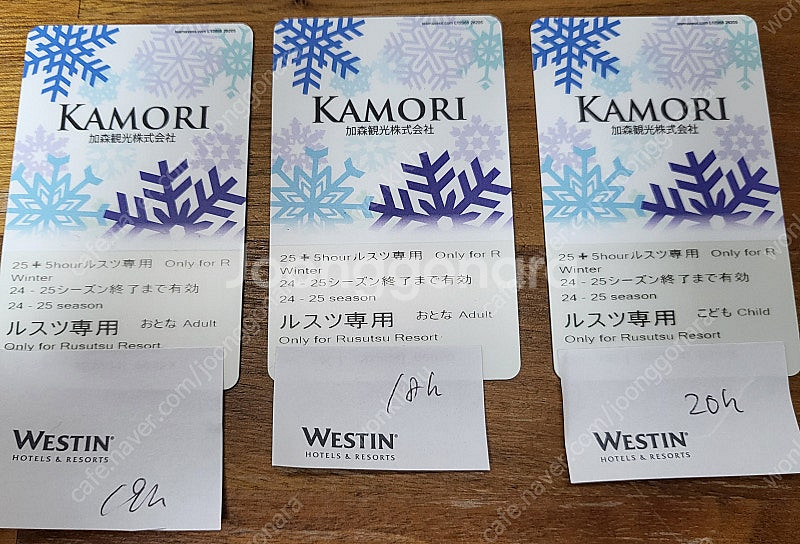 KAMORI
加森観光株式会社
25＋5hourルスツ専用 Only for R
Winter
24 - 25シーズン終了まで有効
24 - 25 season
ルスツ専用 おとな Adult
Only for Rusutsu Resort
WESTIN®
HOTELS & RESORTS
KAMORI
加森観光株式会社
25＋5hourルスツ専用 Only for R
Winter
24 - 25シーズン終了まで有効
24 - 25 season
ルスツ専用 おとな Adult
Only for Rusutsu Resort
18h
WESTIN®
HOTELS & RESORTS
KAMORI
加森観光株式会社
25＋5hourルスツ専用 Only for R
Winter
24 - 25シーズン終了まで有効
24 - 25 season
ルスツ専用 こども Child
Only for Rusutsu Resort
20h
WESTIN®
HOTELS & RESORTS
Joonggonara
cafe.naver.com/joonggonara